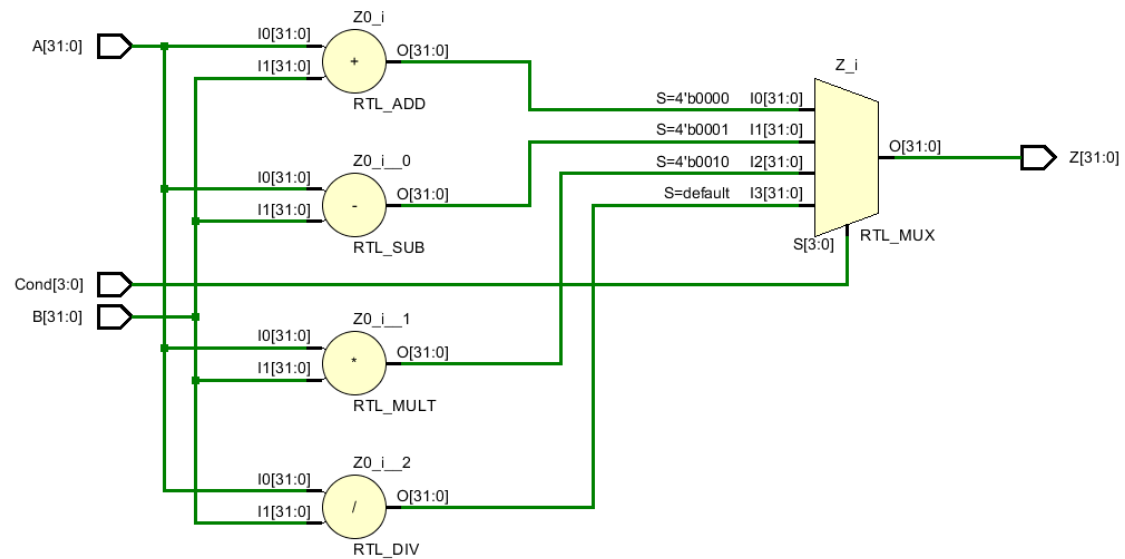 Z0_i
A[31:0]
I0[31:0]
I1[31:0]
+
O[31:0]
RTL_ADD
Z0_i__0
I0[31:0]
I1[31:0]
-
O[31:0]
RTL_SUB
Cond[3:0]
B[31:0]
Z0_i__1
I0[31:0]
I1[31:0]
*
O[31:0]
RTL_MULT
Z0_i__2
I0[31:0]
I1[31:0]
/
O[31:0]
RTL_DIV
Z_i
S=4'b0000 I0[31:0]
S=4'b0001 I1[31:0]
S=4'b0010 I2[31:0]
S=default I3[31:0]
S[3:0]
RTL_MUX
O[31:0]
Z[31:0]